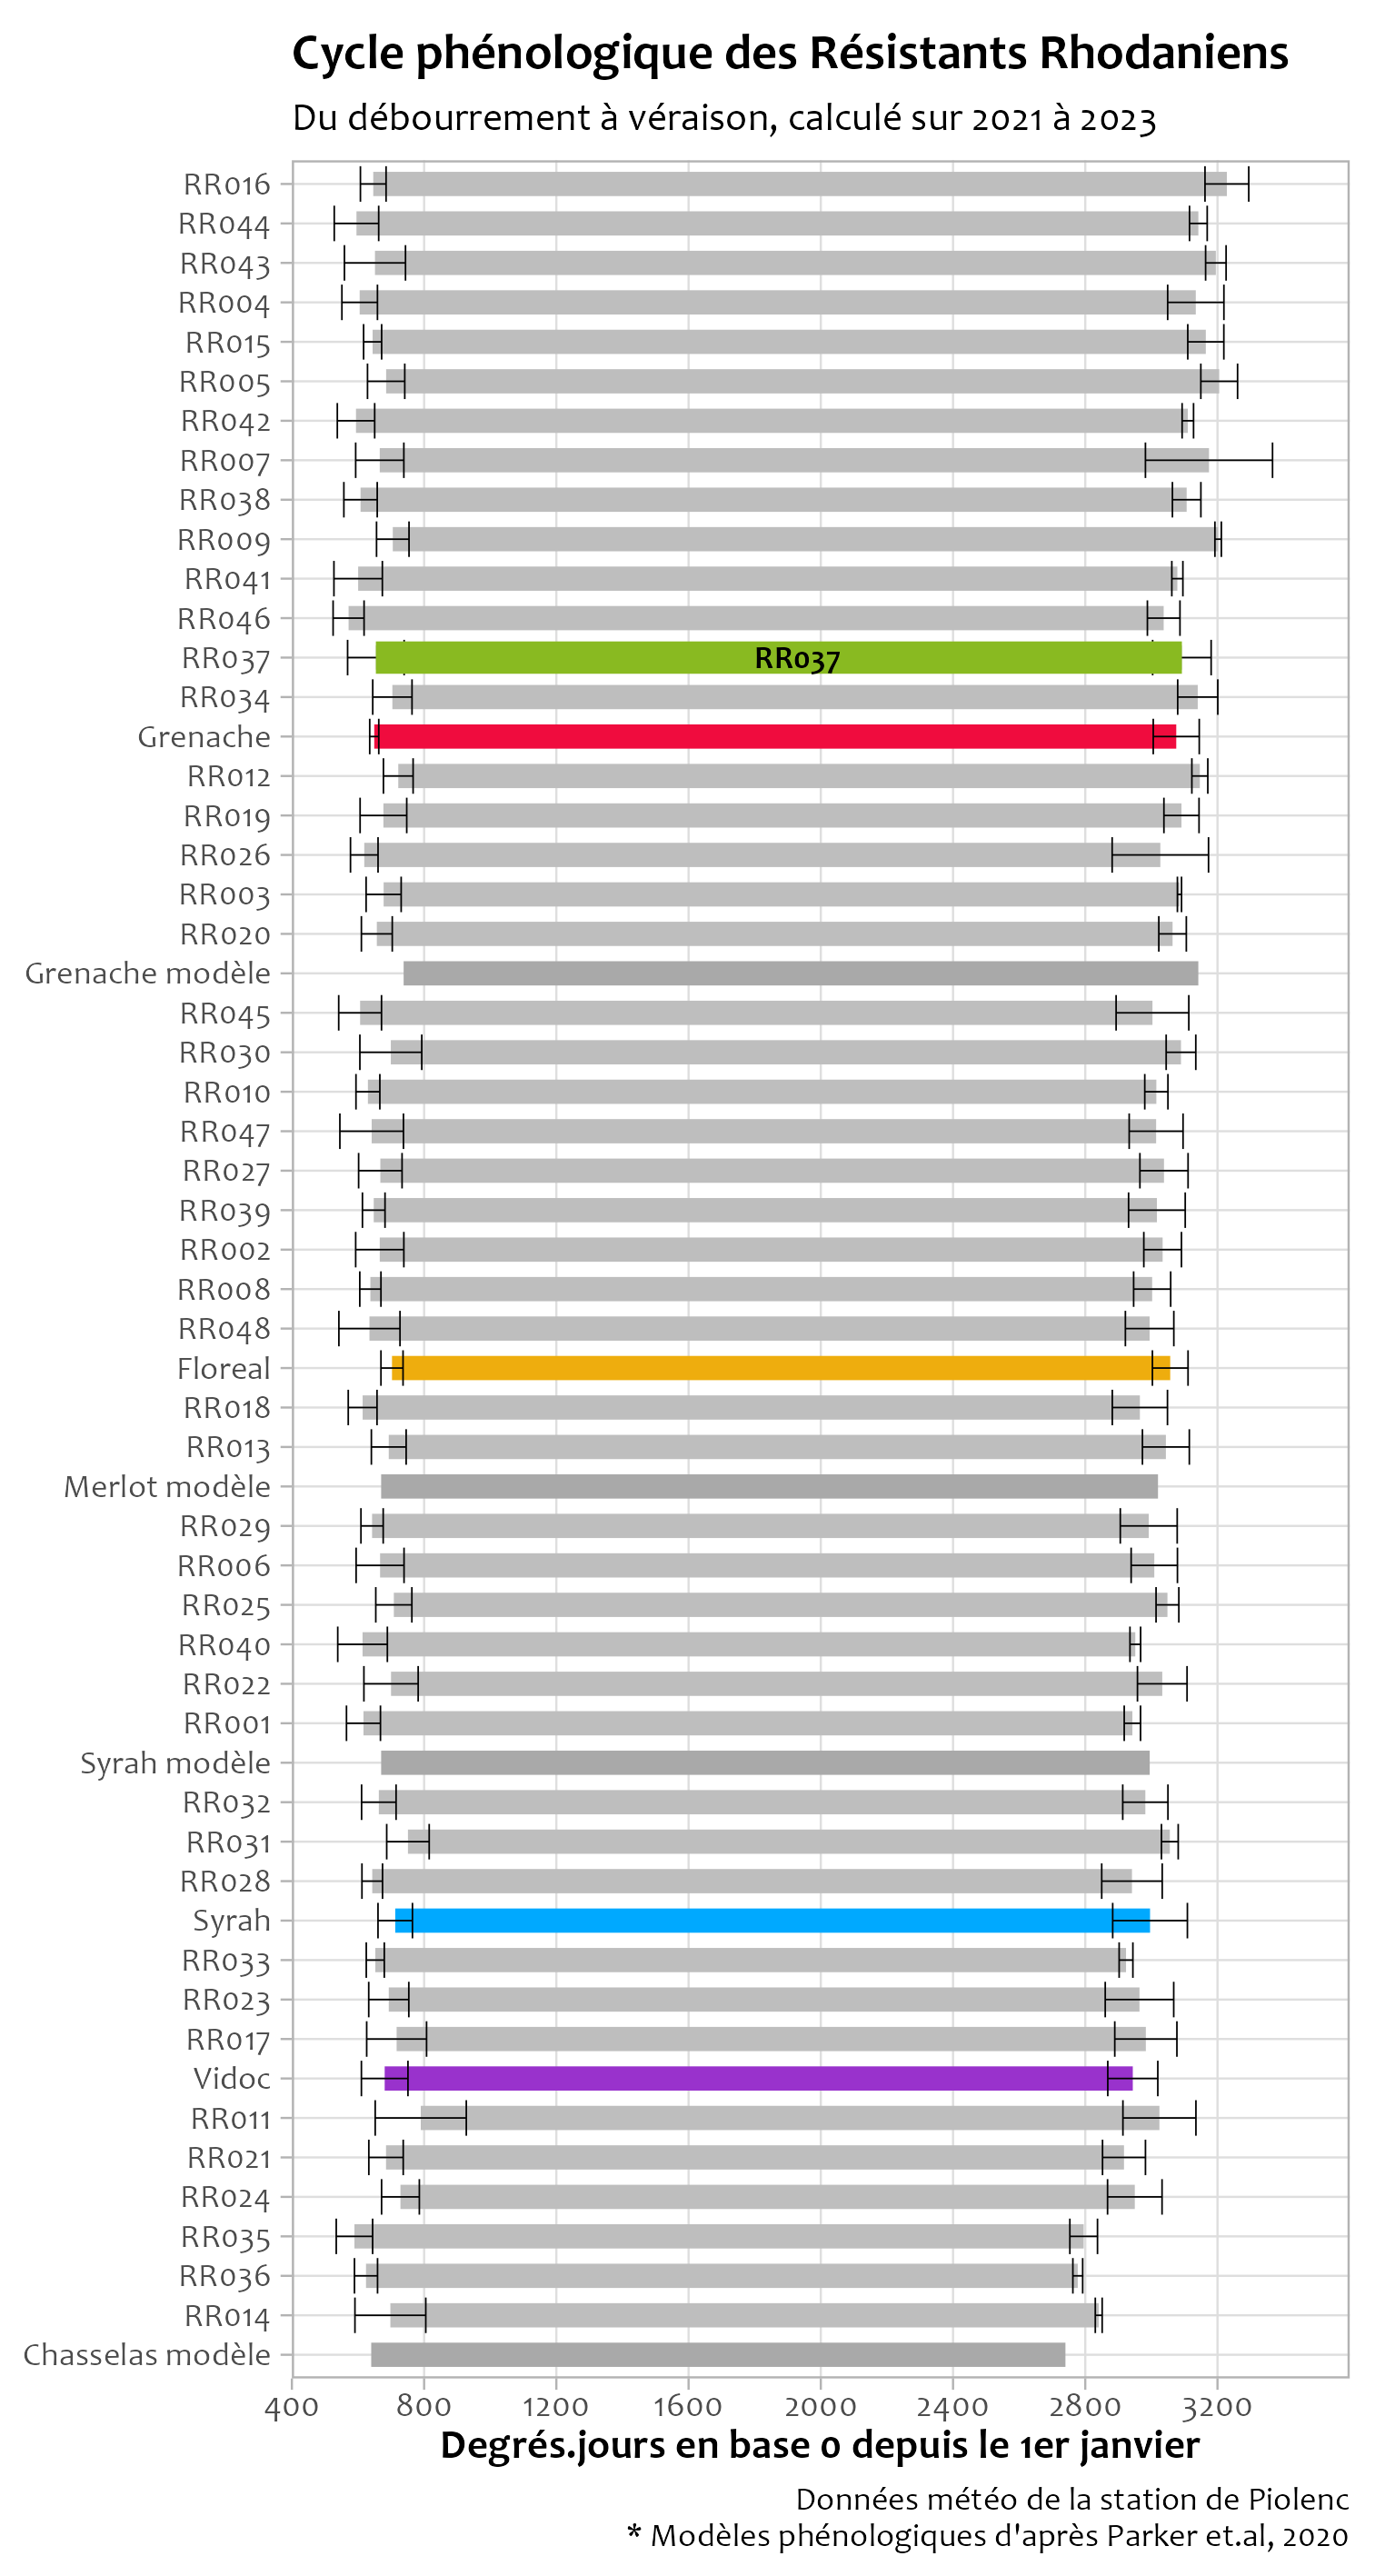 Cycle phénologique des Résistants Rhodaniens
Du débourrement à véraison, calculé sur 2021 à 2023
RR016
RR044
RR043
RR004
RR015
RR005
RR042
RR007
RR038
RR009
RR041
RR046
RR037 RR037
RR034
Grenache
RR012
RR019
RR026
RR003
RR020
Grenache modèle
RR045
RR030
RR010
RR047
RR027
RR039
RR002
RR008
RR048
Floreal
RR018
RR013
Merlot modèle
RR029
RR006
RR025
RR040
RR022
RR001
Syrah modèle
RR032
RR031
RR028
Syrah
RR033
RR023
RR017
Vidoc
RR011
RR021
RR024
RR035
RR036
RR014
Chasselas modèle
400 800 1200 1600 2000 2400 2800 3200
Degrés.jours en base 0 depuis le 1er janvier
Données météo de la station de Piolenc
* Modèles phénologiques d'après Parker et.al, 2020